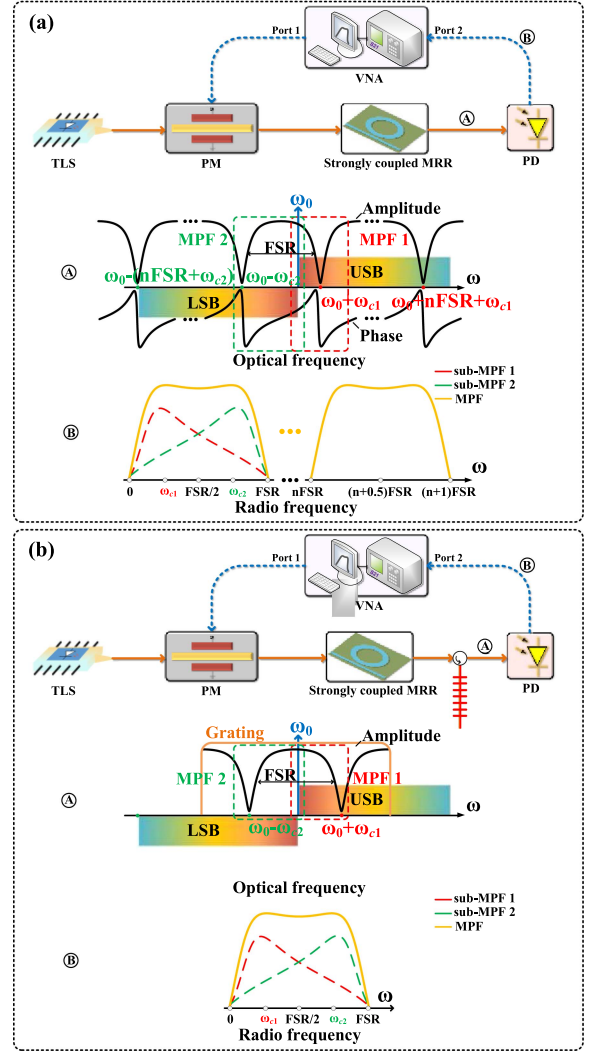 (a)
Port 1
Port 2
Ⓑ
VNA
Ⓐ
TLS
PM
Strongly coupled MRR
PD
ω0
Amplitude
MPF 2
FSR
MPF 1
Ⓐ
ω0-(nFSR+ωc2)
ω0-ωc2
USB
ω
LSB
ω0+ωc1
ω0+nFSR+ωc1
Phase
Optical frequency
sub-MPF 1
sub-MPF 2
MPF
Ⓑ
ω
0
ωc1
FSR/2
ωc2
FSR
nFSR
(n+0.5)FSR
(n+1)FSR
Radio frequency
(b)
Port 1
Port 2
Ⓑ
VNA
Ⓐ
TLS
PM
Strongly coupled MRR
PD
Grating
ω0
Amplitude
MPF 2
FSR
MPF 1
Ⓐ
USB
ω
LSB
ω0-ωc2
ω0+ωc1
Optical frequency
sub-MPF 1
sub-MPF 2
MPF
Ⓑ
ω
0
ωc1
FSR/2
ωc2
FSR
Radio frequency